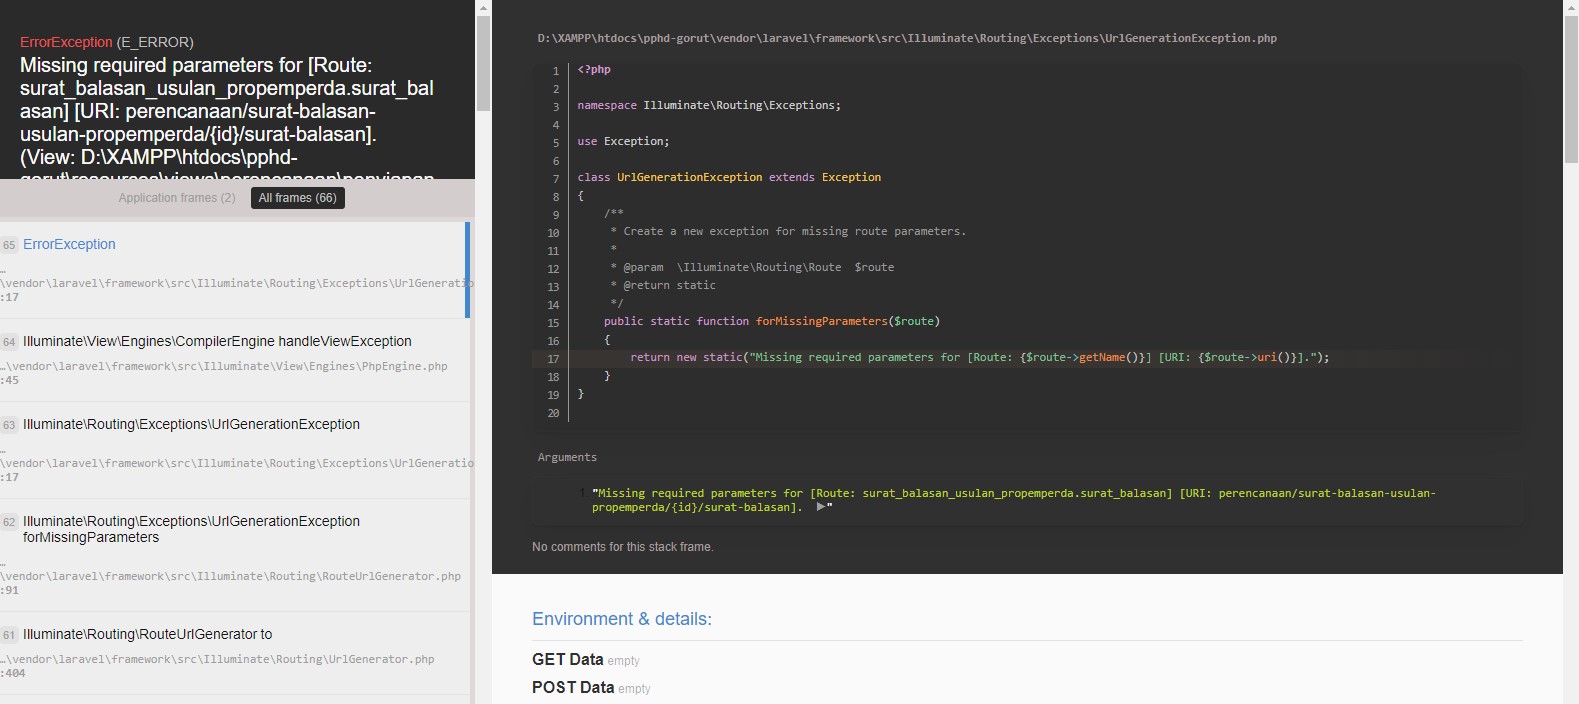 ErrorException (E_ERROR)
Missing required parameters for [Route:
surat_balasan_usulan_propemperda.surat_bal
asan] [URI: perencanaan/surat-balasan-
usulan-propemperda/{id}/surat-balasan].
(View: D:\XAMPP\htdocs\pphd-
gorut\resources\views\perencanaan\penyiapan
Application frames (2) All frames (66)
65 ErrorException
…
\vendor\laravel\framework\src\Illuminate\Routing\Exceptions\UrlGeneratio
:17
64 Illuminate\View\Engines\CompilerEngine handleViewException
…\vendor\laravel\framework\src\Illuminate\View\Engines\PhpEngine.php
:45
63 Illuminate\Routing\Exceptions\UrlGenerationException
…
\vendor\laravel\framework\src\Illuminate\Routing\Exceptions\UrlGeneratio
:17
62 Illuminate\Routing\Exceptions\UrlGenerationException
forMissingParameters
…
\vendor\laravel\framework\src\Illuminate\Routing\RouteUrlGenerator.php
:91
61 Illuminate\Routing\RouteUrlGenerator to
…\vendor\laravel\framework\src\Illuminate\Routing\UrlGenerator.php
:404
D:\XAMPP\htdocs\pphd-gorut\vendor\laravel\framework\src\Illuminate\Routing\Exceptions\UrlGenerationException.php
1 <?php
2
3 namespace Illuminate\Routing\Exceptions;
4
5 use Exception;
6
7 class UrlGenerationException extends Exception
8 {
9 /**
10 * Create a new exception for missing route parameters.
11 *
12 * @param  \Illuminate\Routing\Route  $route
13 * @return static
14 */
15 public static function forMissingParameters($route)
16 {
17 return new static("Missing required parameters for [Route: {$route->getName()}] [URI: {$route->uri()}].");
18 }
19 }
20
Arguments
1 "Missing required parameters for [Route: surat_balasan_usulan_propemperda.surat_balasan] [URI: perencanaan/surat-balasan-usulan-
propemperda/{id}/surat-balasan]. ▶"
No comments for this stack frame.
Environment & details:
GET Data empty
POST Data empty